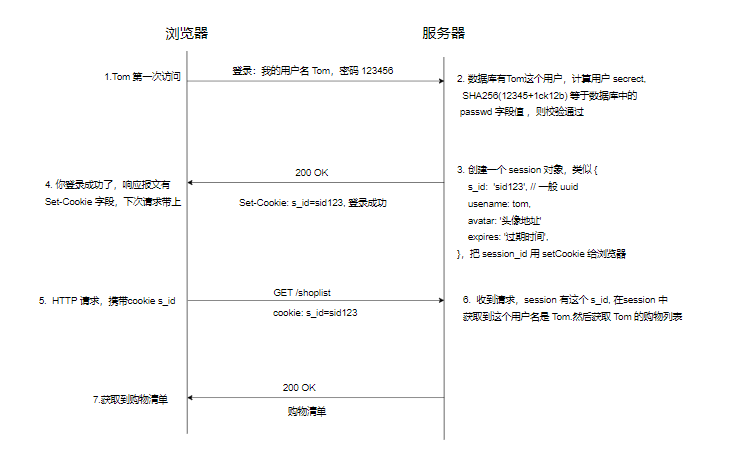 浏览器
服务器
1.Tom 第一次访问
登录：我的用户名 Tom，密码 123456
2. 数据库有Tom这个用户，计算用户 secrect,
SHA256(12345+1ck12b) 等于数据库中的
passwd 字段值 ，则校验通过
200 OK
3. 创建一个 session 对象，类似 {
s_id: 'sid123', // 一般 uuid
usename: tom,
avatar: '头像地址'
expires: '过期时间',
}，把 session_id 用 setCookie 给浏览器
4. 你登录成功了，响应报文有
Set-Cookie 字段，下次请求带上
Set-Cookie: s_id=sid123, 登录成功
5. HTTP 请求，携带cookie s_id
GET /shoplist
cookie: s_id=sid123
6. 收到请求，session 有这个 s_id, 在session 中
获取到这个用户名是 Tom.然后获取 Tom 的购物列表
200 OK
7.获取到购物清单
购物清单